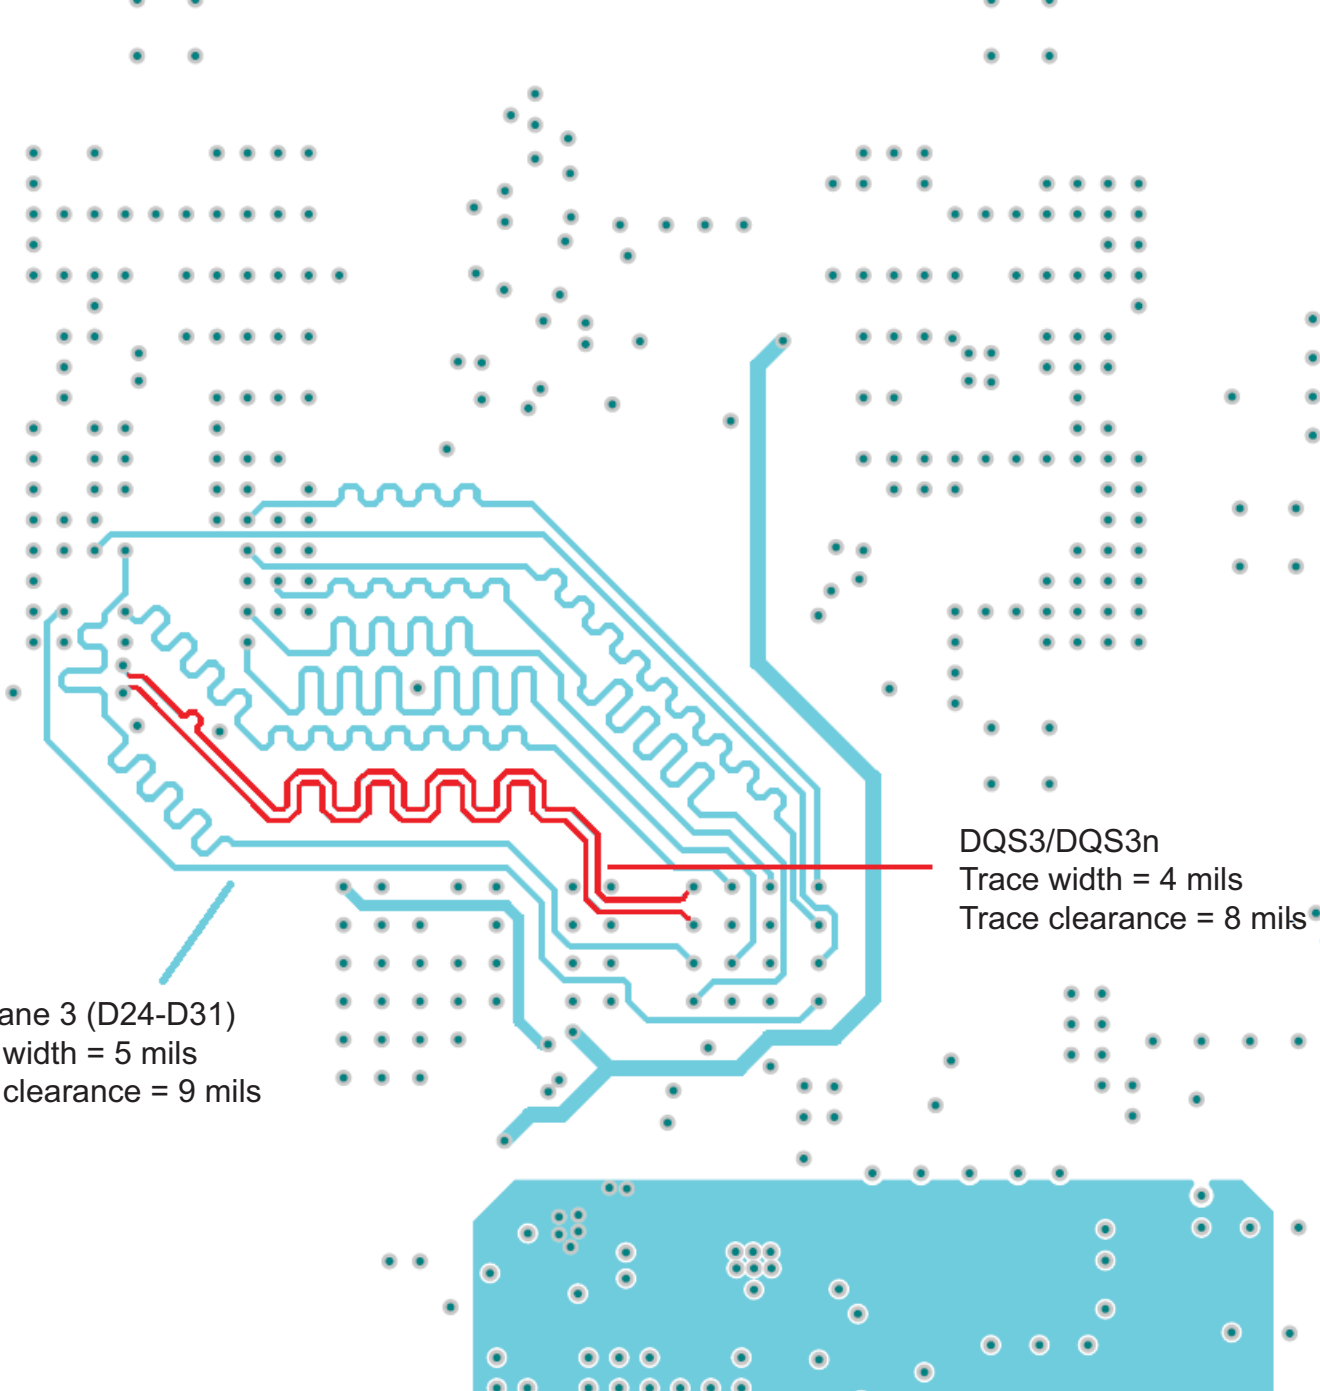 DQS3/DQS3n
Trace width = 4 mils
Trace clearance = 8 mils
ane 3 (D24-D31)
width = 5 mils
clearance = 9 mils